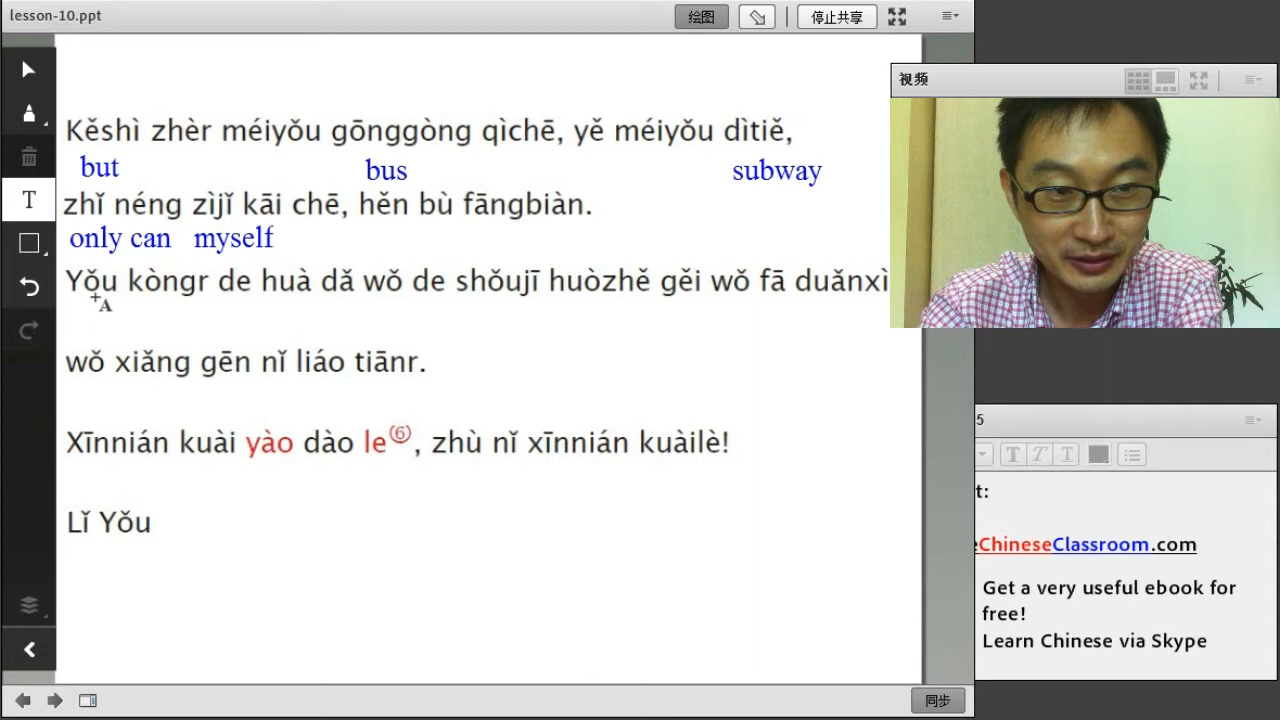 lesson-10.ppt
绘图
停止共享
视频
Kěshì zhèr méiyǒu gōnggòng qìchē, yě méiyǒu dìtiě,
but bus subway
zhǐ néng zìjǐ kāi chē, hěn bù fāngbiàn.
only can myself
Yǒu kòngr de huà dǎ wǒ de shǒujī huòzhě gěi wǒ fā duǎnxì
wǒ xiǎng gēn nǐ liáo tiānr.
Xīnnián kuài yào dào le⑥, zhù nǐ xīnnián kuàilè!
Lǐ Yǒu
5
t:
eChineseClassroom.com
Get a very useful ebook for
free!
Learn Chinese via Skype
同步